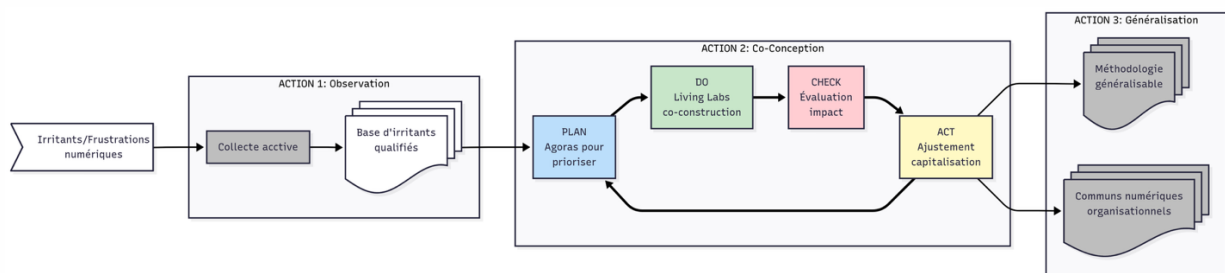 ACTION 1: Observation
Irritants/Frustrations
numériques
Collecte acctive
Base d'irritants
qualifiés
ACTION 2: Co-Conception
PLAN
Agoras pour
prioriser
DO
Living Labs
co-construction
CHECK
Évaluation
impact
ACT
Ajustement
capitalisation
ACTION 3: Généralisation
Méthodologie
généralisable
Communs numériques
organisationnels